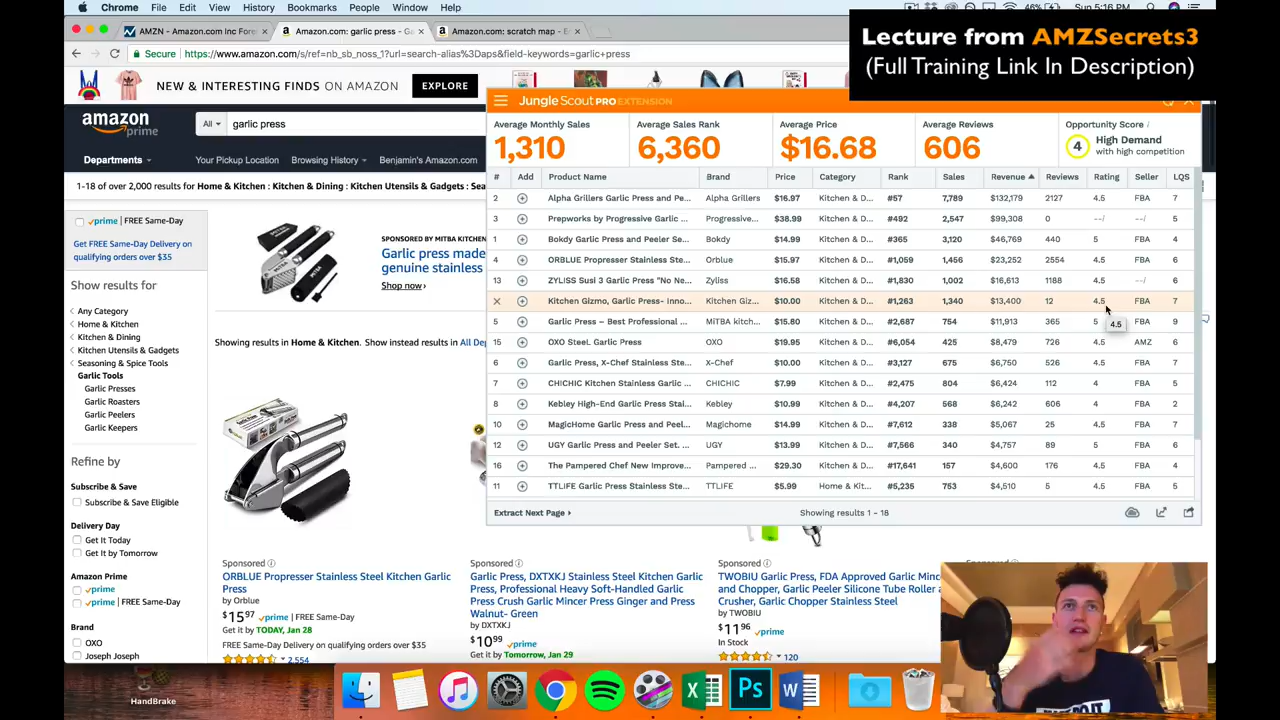 Chrome File Edit View History Bookmarks People Window Help 46% Sun 5:16 PM
AMZN - Amazon.com Inc Fore × Amazon.com: garlic press - G × Amazon.com: scratch map - E ×
Secure https://www.amazon.com/s/ref=nb_sb_noss_1?url=search-alias%3Daps&field-keywords=garlic+press
Lecture from AMZSecrets3
(Full Training Link In Description)
NEW & INTERESTING FINDS ON AMAZON EXPLORE
amazon prime
All garlic press
Departments Your Pickup Location Browsing History Benjamin's Amazon.com
1-18 of over 2,000 results for Home & Kitchen : Kitchen & Dining : Kitchen Utensils & Gadgets : Sea
prime | FREE Same-Day
Get FREE Same-Day Delivery on
qualifying orders over $35
Show results for
Any Category
Home & Kitchen
Kitchen & Dining
Kitchen Utensils & Gadgets
Seasoning & Spice Tools
Garlic Tools
Garlic Presses
Garlic Roasters
Garlic Peelers
Garlic Keepers
Refine by
Subscribe & Save
Subscribe & Save Eligible
Delivery Day
Get It Today
Get It by Tomorrow
Amazon Prime
prime
prime | FREE Same-Day
Brand
OXO
Joseph Joseph
MITBA
SPONSORED BY MITBA KITCHEN
Garlic press made
genuine stainless
Shop now ›
Showing results in Home & Kitchen. Show instead results in All De
Jungle Scout PRO EXTENSION
Average Monthly Sales Average Sales Rank Average Price Average Reviews Opportunity Score i
1,310 6,360 $16.68 606 4 High Demand
with high competition
# Add Product Name Brand Price Category Rank Sales Revenue Reviews Rating Seller LQS
2 Alpha Grillers Garlic Press and Pe... Alpha Grillers $16.97 Kitchen & D... #57 7,789 $132,179 2127 4.5 FBA 7
3 Prepworks by Progressive Garlic ... Progressive... $38.99 Kitchen & D... #492 2,547 $99,308 0 --/ --/ 5
1 Bokdy Garlic Press and Peeler Se... Bokdy $14.99 Kitchen & D... #365 3,120 $46,769 440 5 FBA 4
4 ORBLUE Propresser Stainless Ste... Orblue $15.97 Kitchen & D... #1,059 1,456 $23,252 2554 4.5 FBA 6
13 ZYLISS Susi 3 Garlic Press "No Ne... Zyliss $16.58 Kitchen & D... #1,830 1,002 $16,613 1188 4.5 --/ 6
Kitchen Gizmo, Garlic Press- Inno... Kitchen Giz... $10.00 Kitchen & D... #1,263 1,340 $13,400 12 4.5 FBA 7
5 Garlic Press – Best Professional ... MiTBA kitch... $15.80 Kitchen & D... #2,687 754 $11,913 365 5 FBA 9
4.5
15 OXO SteeL Garlic Press OXO $19.95 Kitchen & D... #6,054 425 $8,479 726 4.5 AMZ 6
6 Garlic Press, X-Chef Stainless Ste... X-Chef $10.00 Kitchen & D... #3,127 675 $6,750 526 4.5 FBA 7
7 CHICHIC Kitchen Stainless Garlic ... CHICHIC $7.99 Kitchen & D... #2,475 804 $6,424 112 4 FBA 5
8 Kebley High-End Garlic Press Stai... Kebley $10.99 Kitchen & D... #4,207 568 $6,242 606 4 FBA 2
10 MagicHome Garlic Press and Peel... Magichome $14.99 Kitchen & D... #7,612 338 $5,067 25 4.5 FBA 7
12 UGY Garlic Press and Peeler Set. ... UGY $13.99 Kitchen & D... #7,566 340 $4,757 89 5 FBA 6
16 The Pampered Chef New Improve... Pampered ... $29.30 Kitchen & D... #17,641 157 $4,600 176 4.5 FBA 4
11 TTLIFE Garlic Press Stainless Ste... TTLIFE $5.99 Home & Kit... #5,235 753 $4,510 5 4.5 FBA 5
Extract Next Page Showing results 1 - 18
Sponsored
ORBLUE Propresser Stainless Steel Kitchen Garlic
Press
by Orblue
$15 97 prime | FREE Same-Day
Get it by TODAY, Jan 28
FREE Same-Day Delivery on qualifying orders over $35
2,554
Sponsored
Garlic Press, DXTXKJ Stainless Steel Kitchen Garlic
Press, Professional Heavy Soft-Handled Garlic
Press Crush Garlic Mincer Press Ginger and Press
Walnut- Green
by DXTXKJ
$10 99 prime
Get it by Tomorrow, Jan 29
Sponsored
TWOBIU Garlic Press, FDA Approved Garlic Minc
and Chopper, Garlic Peeler Silicone Tube Roller a
Crusher, Garlic Chopper Stainless Steel
by TWOBIU
$11 96 prime
In Stock
120
HandBrake